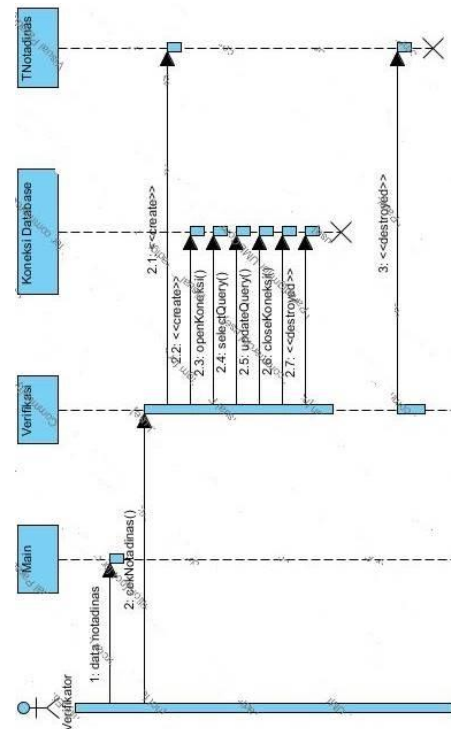 Verifikator
Main
Verifikasi
Koneksi Database
TNotadinas
1: data notadinas
2: cekNotadinas()
2.1: <<create>>
2.2: <<create>>
2.3: openKoneksi()
2.4: selectQuery()
2.5: updateQuery()
2.6: closeKoneksi()
2.7: <<destroyed>>
3: <<destroyed>>